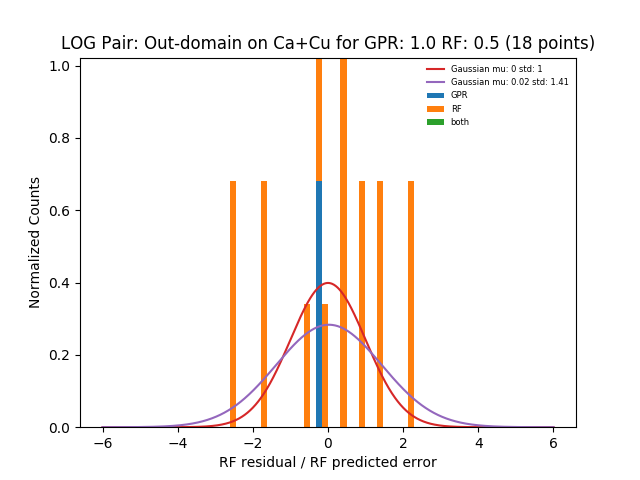 LOG Pair: Out-domain on Ca+Cu for GPR: 1.0 RF: 0.5 (18 points)
Gaussian mu: 0 std: 1
Gaussian mu: 0.02 std: 1.41
GPR
RF
both
1.0
0.8
0.6
0.4
0.2
0.0
Normalized Counts
−6 −4 −2 0 2 4 6
RF residual / RF predicted error